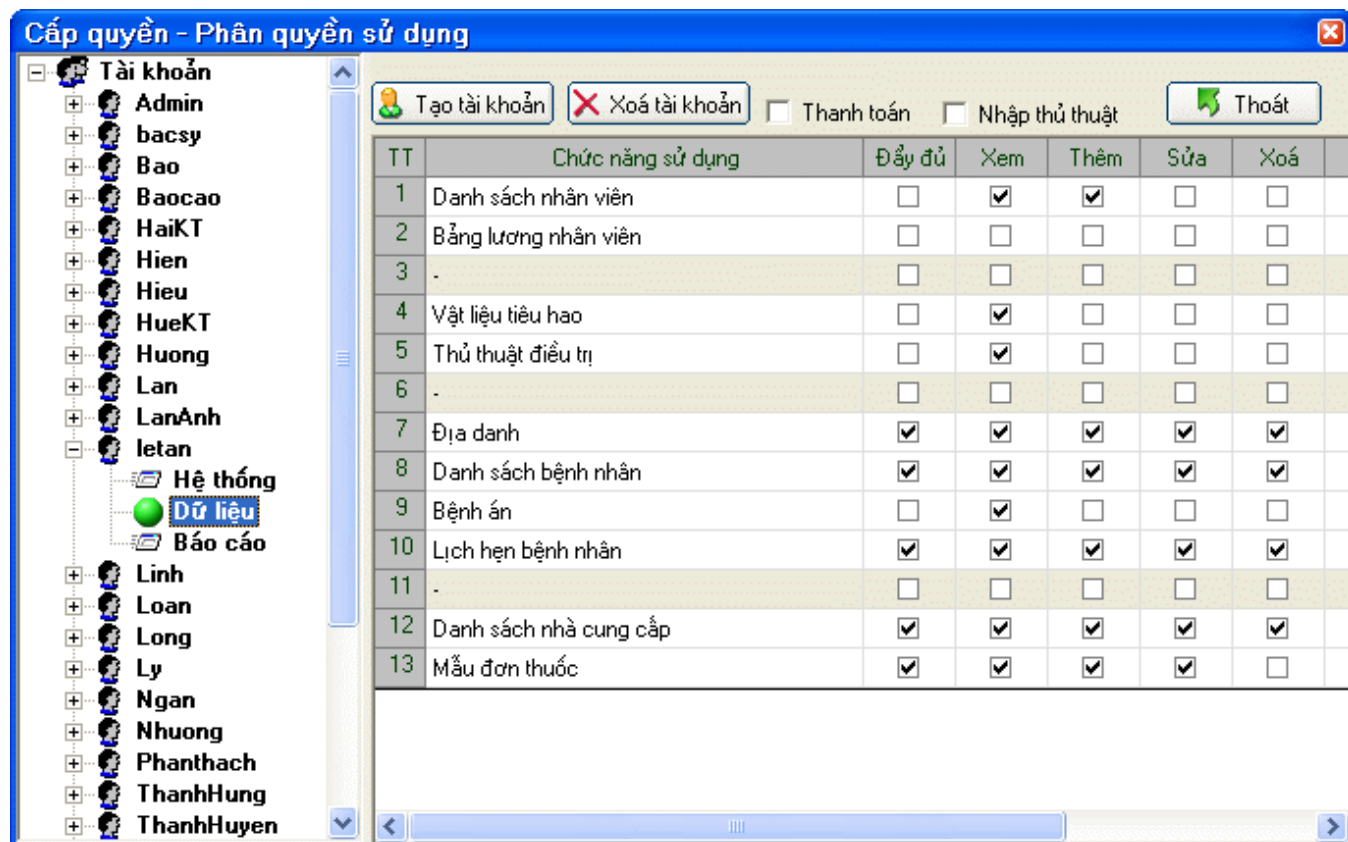 Cấp quyền - Phân quyền sử dụng
Tài khoản
Admin
bacsy
Bao
Baocao
HaiKT
Hien
Hieu
HueKT
Huong
Lan
LanAnh
letan
Hệ thống
Dữ liệu
Báo cáo
Linh
Loan
Long
Ly
Ngan
Nhuong
Phanthach
ThanhHung
ThanhHuyen
Tạo tài khoản Xoá tài khoản Thanh toán Nhập thủ thuật Thoát
TT Chức năng sử dụng Đẩy đủ Xem Thêm Sửa Xoá
1 Danh sách nhân viên
2 Bảng lương nhân viên
3 -
4 Vật liệu tiêu hao
5 Thủ thuật điều trị
6 -
7 Địa danh
8 Danh sách bệnh nhân
9 Bệnh án
10 Lịch hẹn bệnh nhân
11 -
12 Danh sách nhà cung cấp
13 Mẫu đơn thuốc